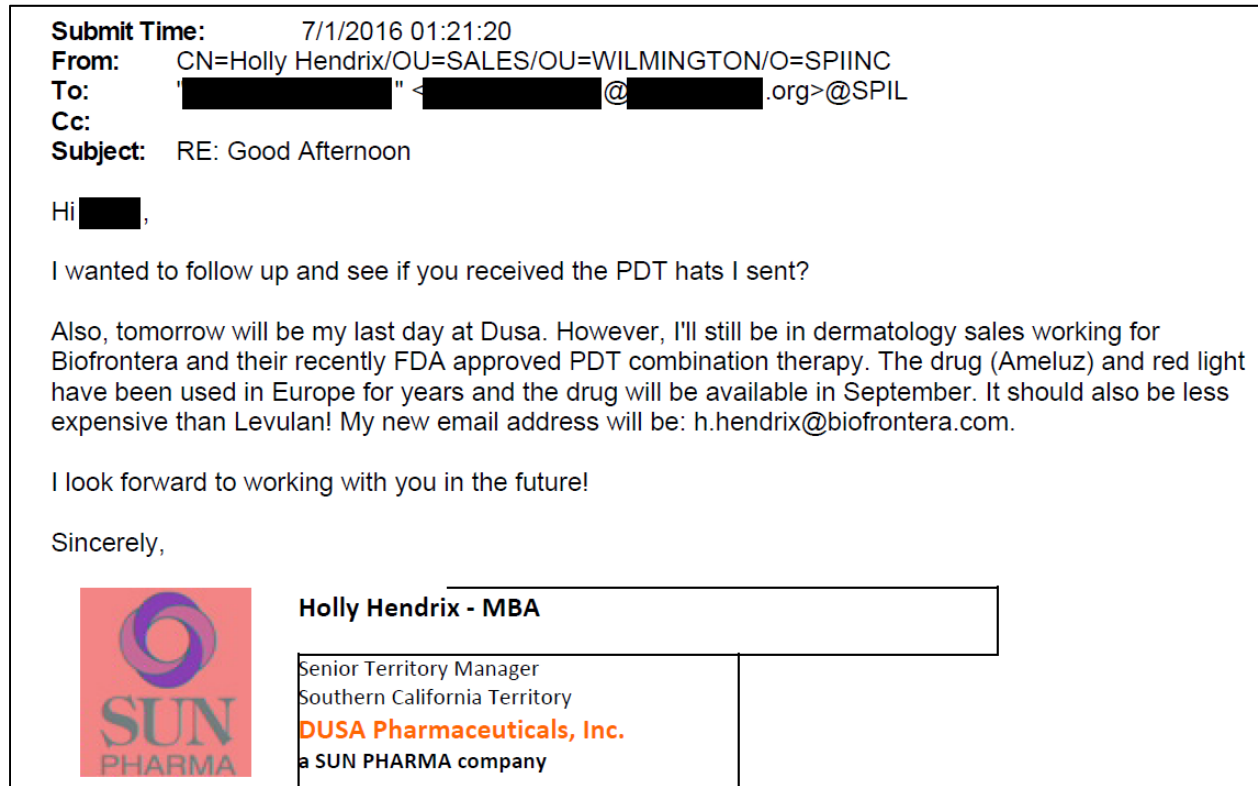 Submit Time: 7/1/2016 01:21:20
From: CN=Holly Hendrix/OU=SALES/OU=WILMINGTON/O=SPIINC
To: " " < @ .org>@SPIL
Cc:
Subject: RE: Good Afternoon
Hi ,
I wanted to follow up and see if you received the PDT hats I sent?
Also, tomorrow will be my last day at Dusa. However, I'll still be in dermatology sales working for
Biofrontera and their recently FDA approved PDT combination therapy. The drug (Ameluz) and red light
have been used in Europe for years and the drug will be available in September. It should also be less
expensive than Levulan! My new email address will be: h.hendrix@biofrontera.com.
I look forward to working with you in the future!
Sincerely,
SUN
PHARMA
Holly Hendrix - MBA
Senior Territory Manager
Southern California Territory
DUSA Pharmaceuticals, Inc.
a SUN PHARMA company